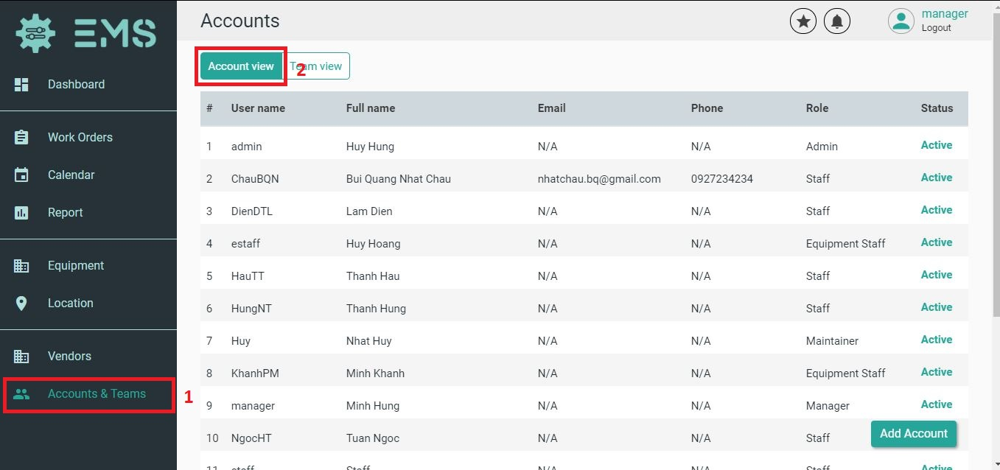 EMS
Accounts
manager
Logout
Dashboard
Work Orders
Calendar
Report
Equipment
Location
Vendors
Accounts & Teams
1
Account view
2
Team view
# User name Full name Email Phone Role Status
1 admin Huy Hung N/A N/A Admin Active
2 ChauBQN Bui Quang Nhat Chau nhatchau.bq@gmail.com 0927234234 Staff Active
3 DienDTL Lam Dien N/A N/A Staff Active
4 estaff Huy Hoang N/A N/A Equipment Staff Active
5 HauTT Thanh Hau N/A N/A Staff Active
6 HungNT Thanh Hung N/A N/A Staff Active
7 Huy Nhat Huy N/A N/A Maintainer Active
8 KhanhPM Minh Khanh N/A N/A Equipment Staff Active
9 manager Minh Hung N/A N/A Manager Active
10 NgocHT Tuan Ngoc N/A N/A Staff
Add Account
11 staff Staff N/A N/A Staff Active